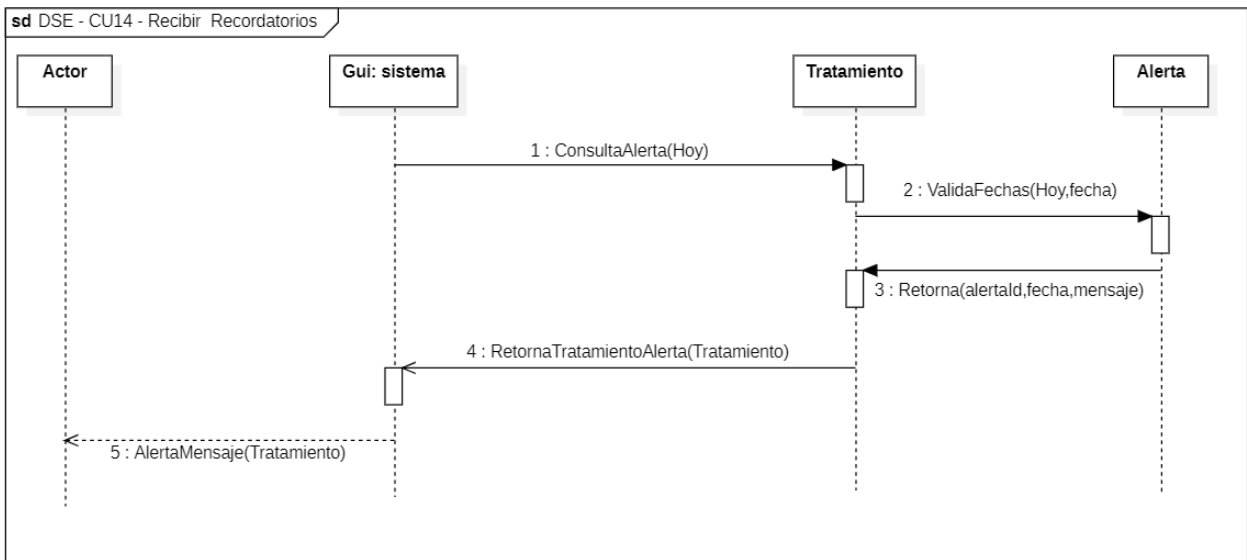 sd DSE - CU14 - Recibir  Recordatorios
Actor
Gui: sistema
Tratamiento
Alerta
1 : ConsultaAlerta(Hoy)
2 : ValidaFechas(Hoy,fecha)
3 : Retorna(alertaId,fecha,mensaje)
4 : RetornaTratamientoAlerta(Tratamiento)
5 : AlertaMensaje(Tratamiento)